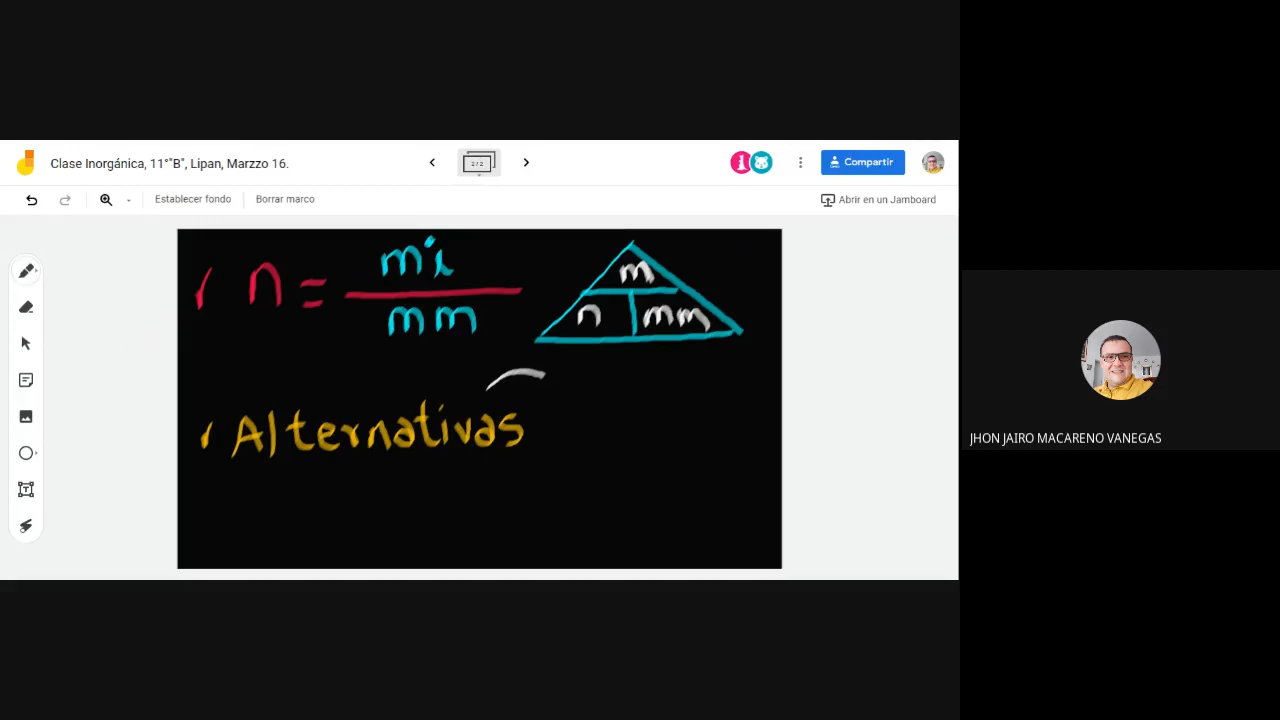 Clase Inorgánica, 11°"B", Lipan, Marzzo 16.
2/2
Compartir
Establecer fondo
Borrar marco
Abrir en un Jamboard
n = mi
mm
m
n mm
Alternativas
T
JHON JAIRO MACARENO VANEGAS